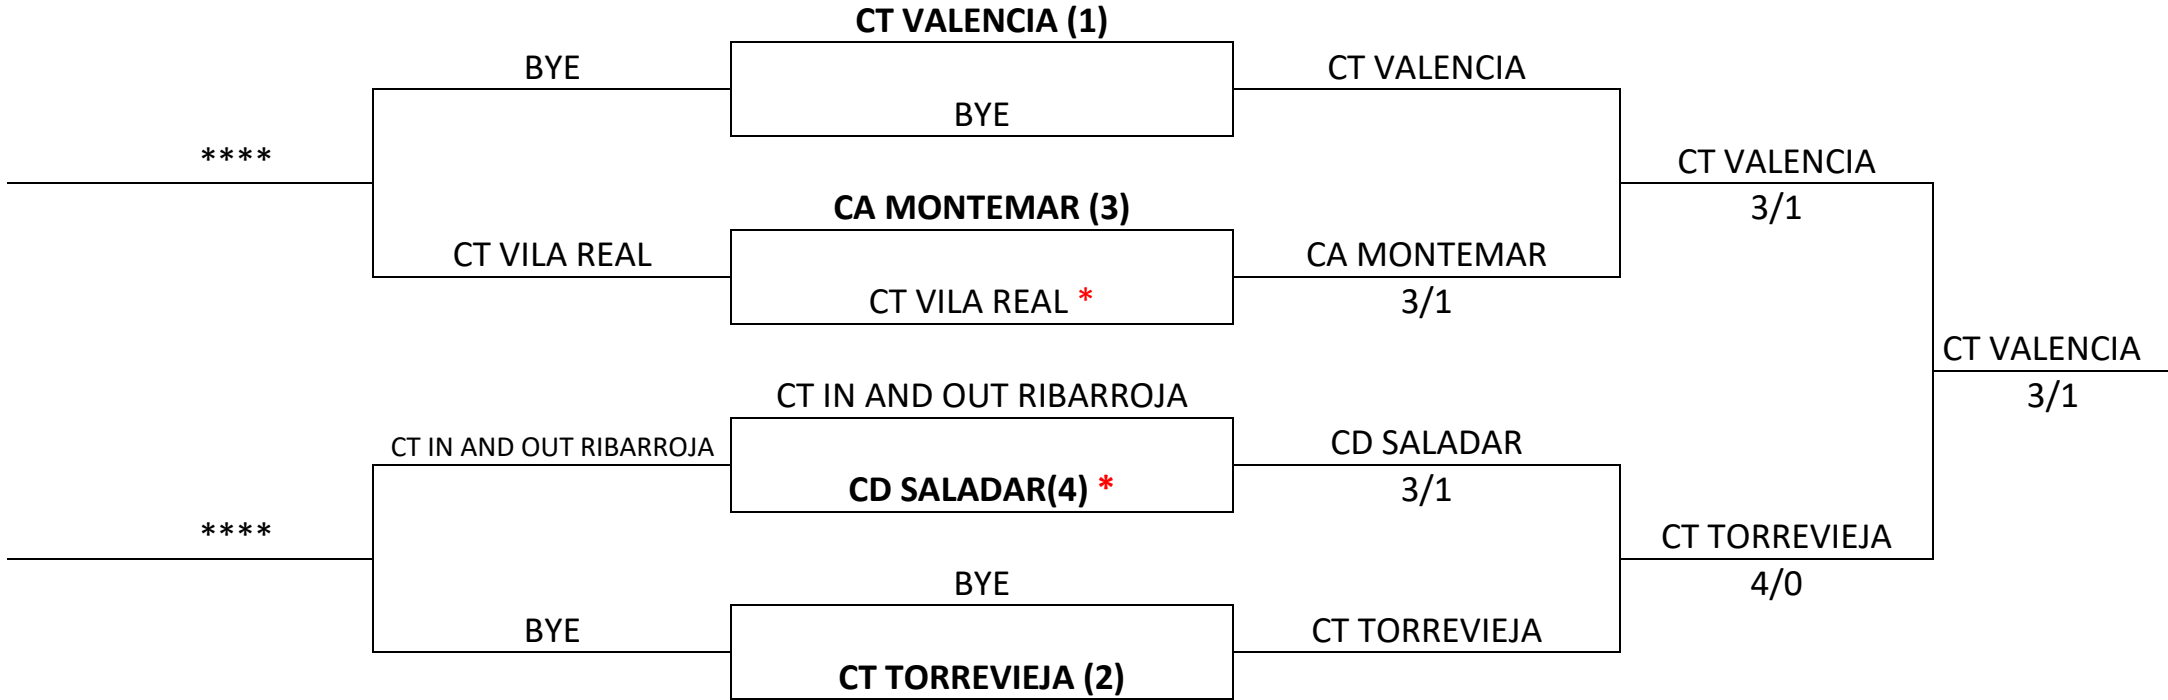 CT VALENCIA (1)
BYE
CT VALENCIA
BYE
****
CT VALENCIA
CA MONTEMAR (3)
3/1
CT VILA REAL
CA MONTEMAR
CT VILA REAL *
3/1
CT VALENCIA
CT IN AND OUT RIBARROJA
3/1
CT IN AND OUT RIBARROJA
CD SALADAR
CD SALADAR(4) *
3/1
****
CT TORREVIEJA
BYE
4/0
BYE
CT TORREVIEJA
CT TORREVIEJA (2)